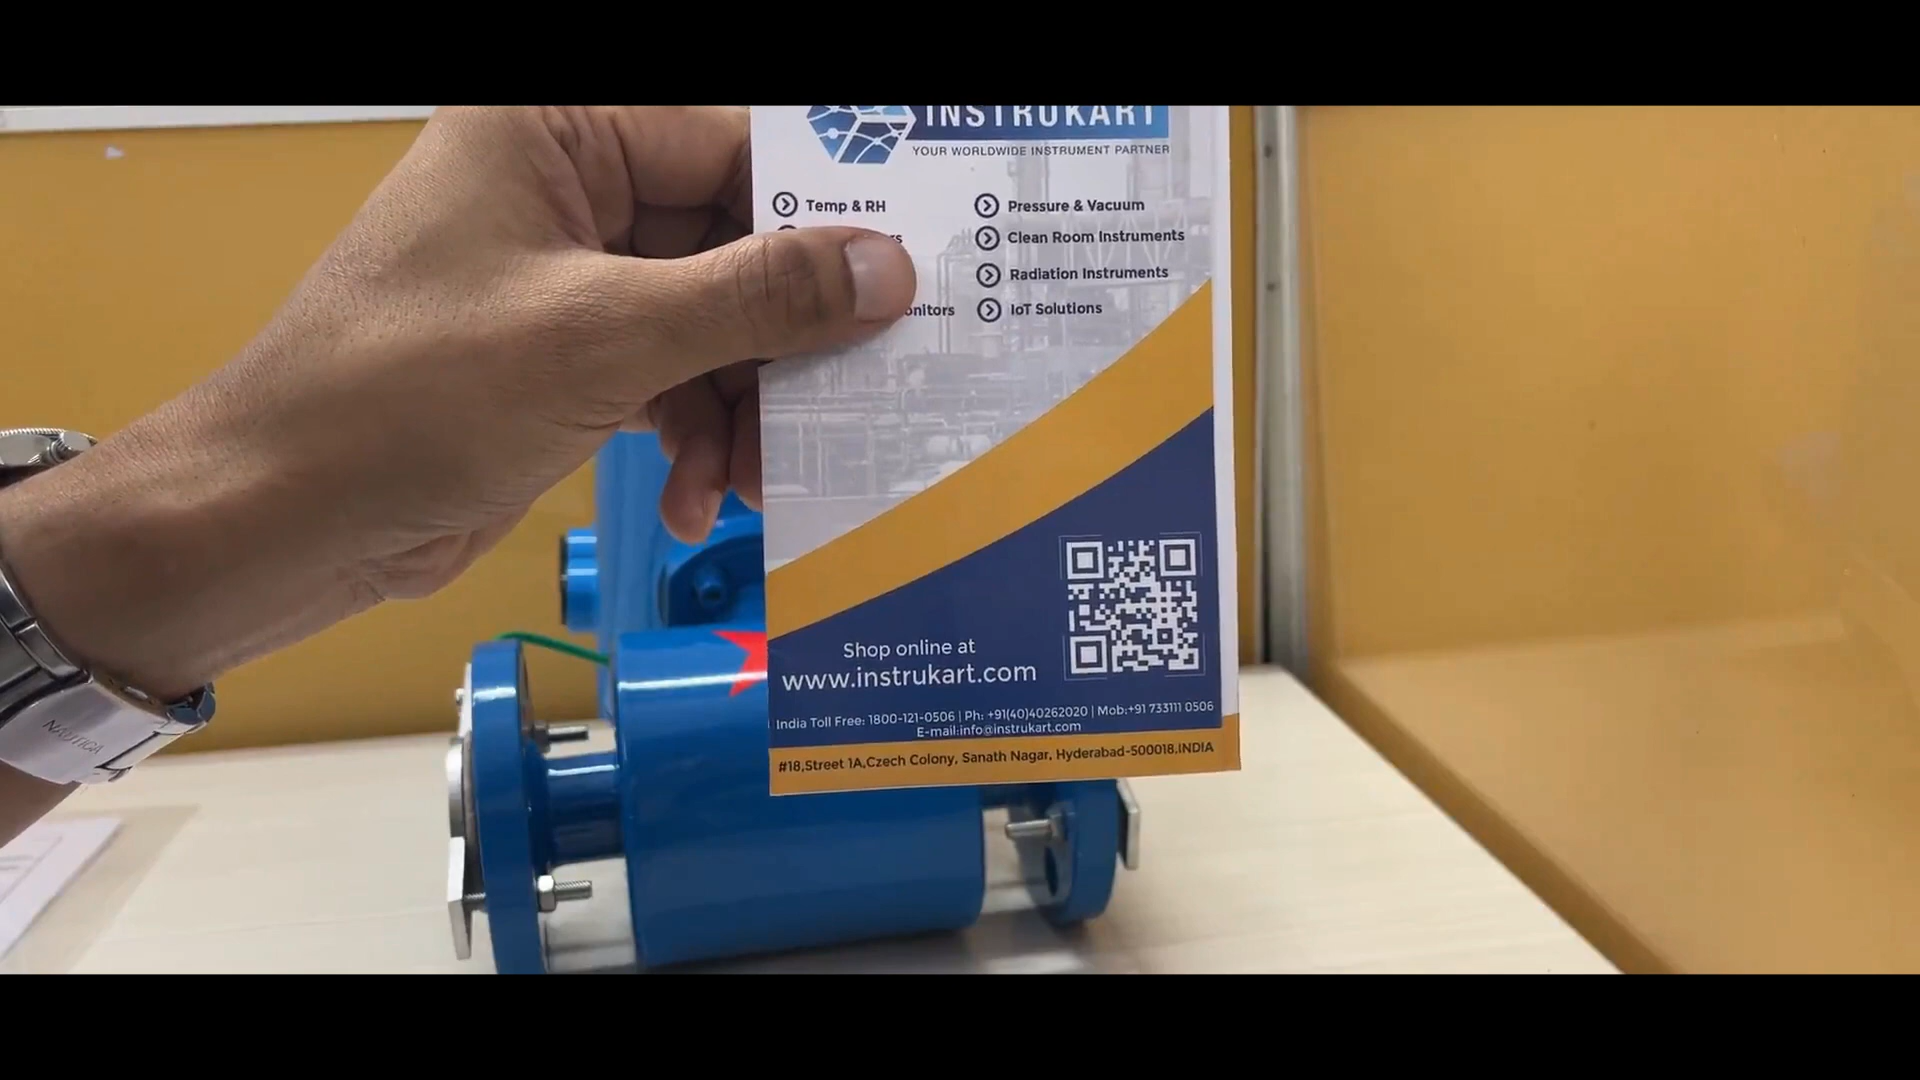 INSTRUKART
YOUR WORLDWIDE INSTRUMENT PARTNER
Temp & RH
Pressure & Vacuum
Clean Room Instruments
Radiation Instruments
onitors
IoT Solutions
Shop online at
www.instrukart.com
India Toll Free: 1800-121-0506 | Ph: +91(40)40262020 | Mob:+91 733111 0506
E-mail:info@instrukart.com
#18,Street 1A,Czech Colony, Sanath Nagar, Hyderabad-500018.INDIA
NAUTICA